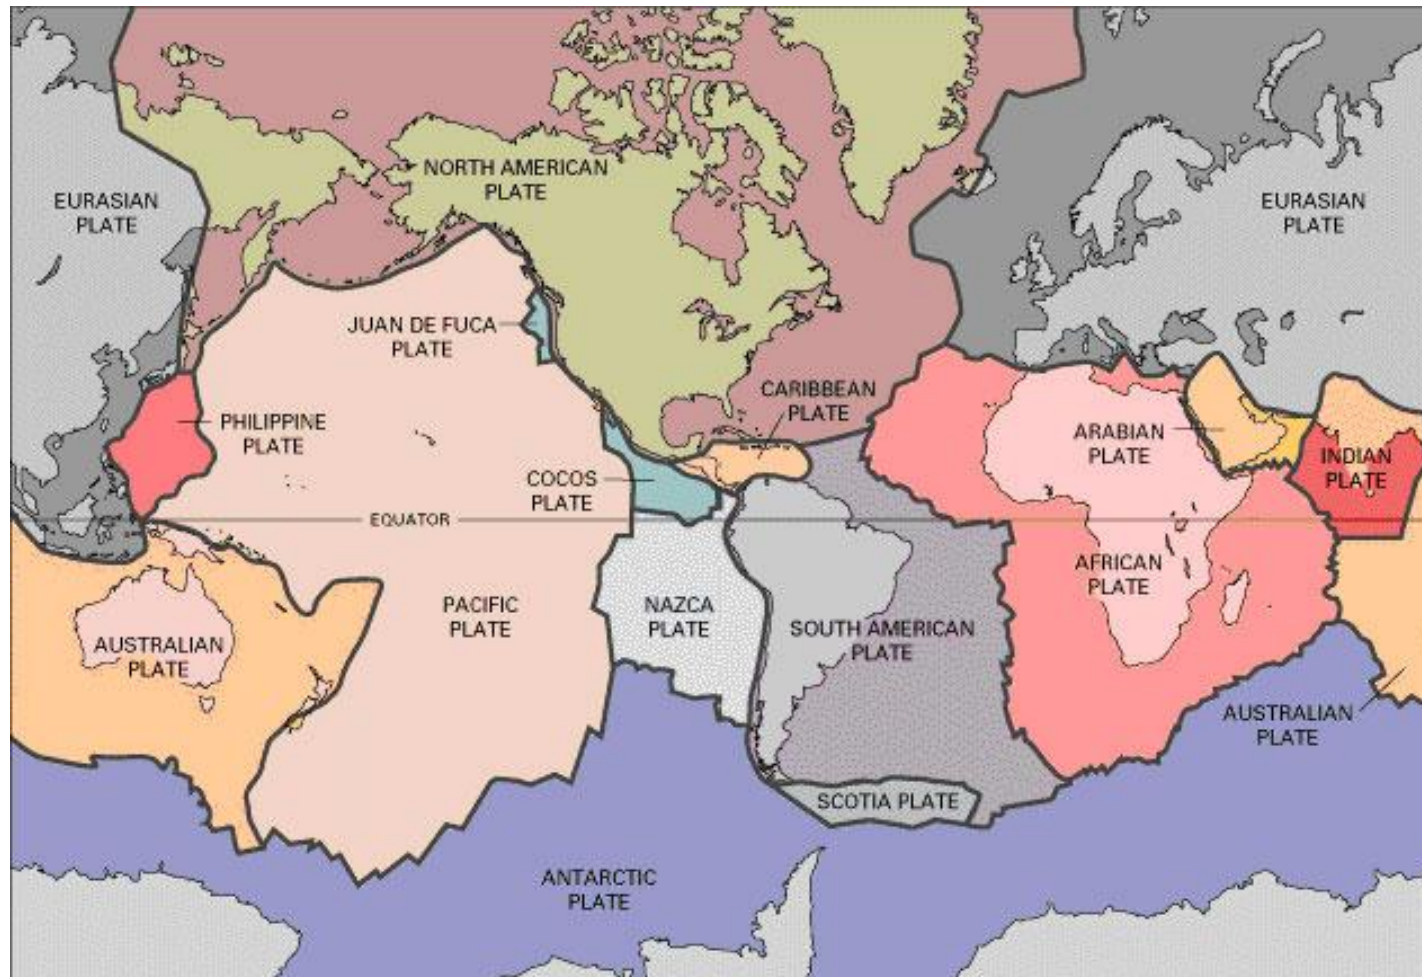 NORTH AMERICAN
PLATE
EURASIAN
PLATE
EURASIAN
PLATE
JUAN DE FUCA
PLATE
CARIBBEAN
PLATE
PHILIPPINE
PLATE
ARABIAN
PLATE
INDIAN
PLATE
COCOS
PLATE
EQUATOR
AFRICAN
PLATE
PACIFIC
PLATE
NAZCA
PLATE
SOUTH AMERICAN
PLATE
AUSTRALIAN
PLATE
AUSTRALIAN
PLATE
SCOTIA PLATE
ANTARCTIC
PLATE